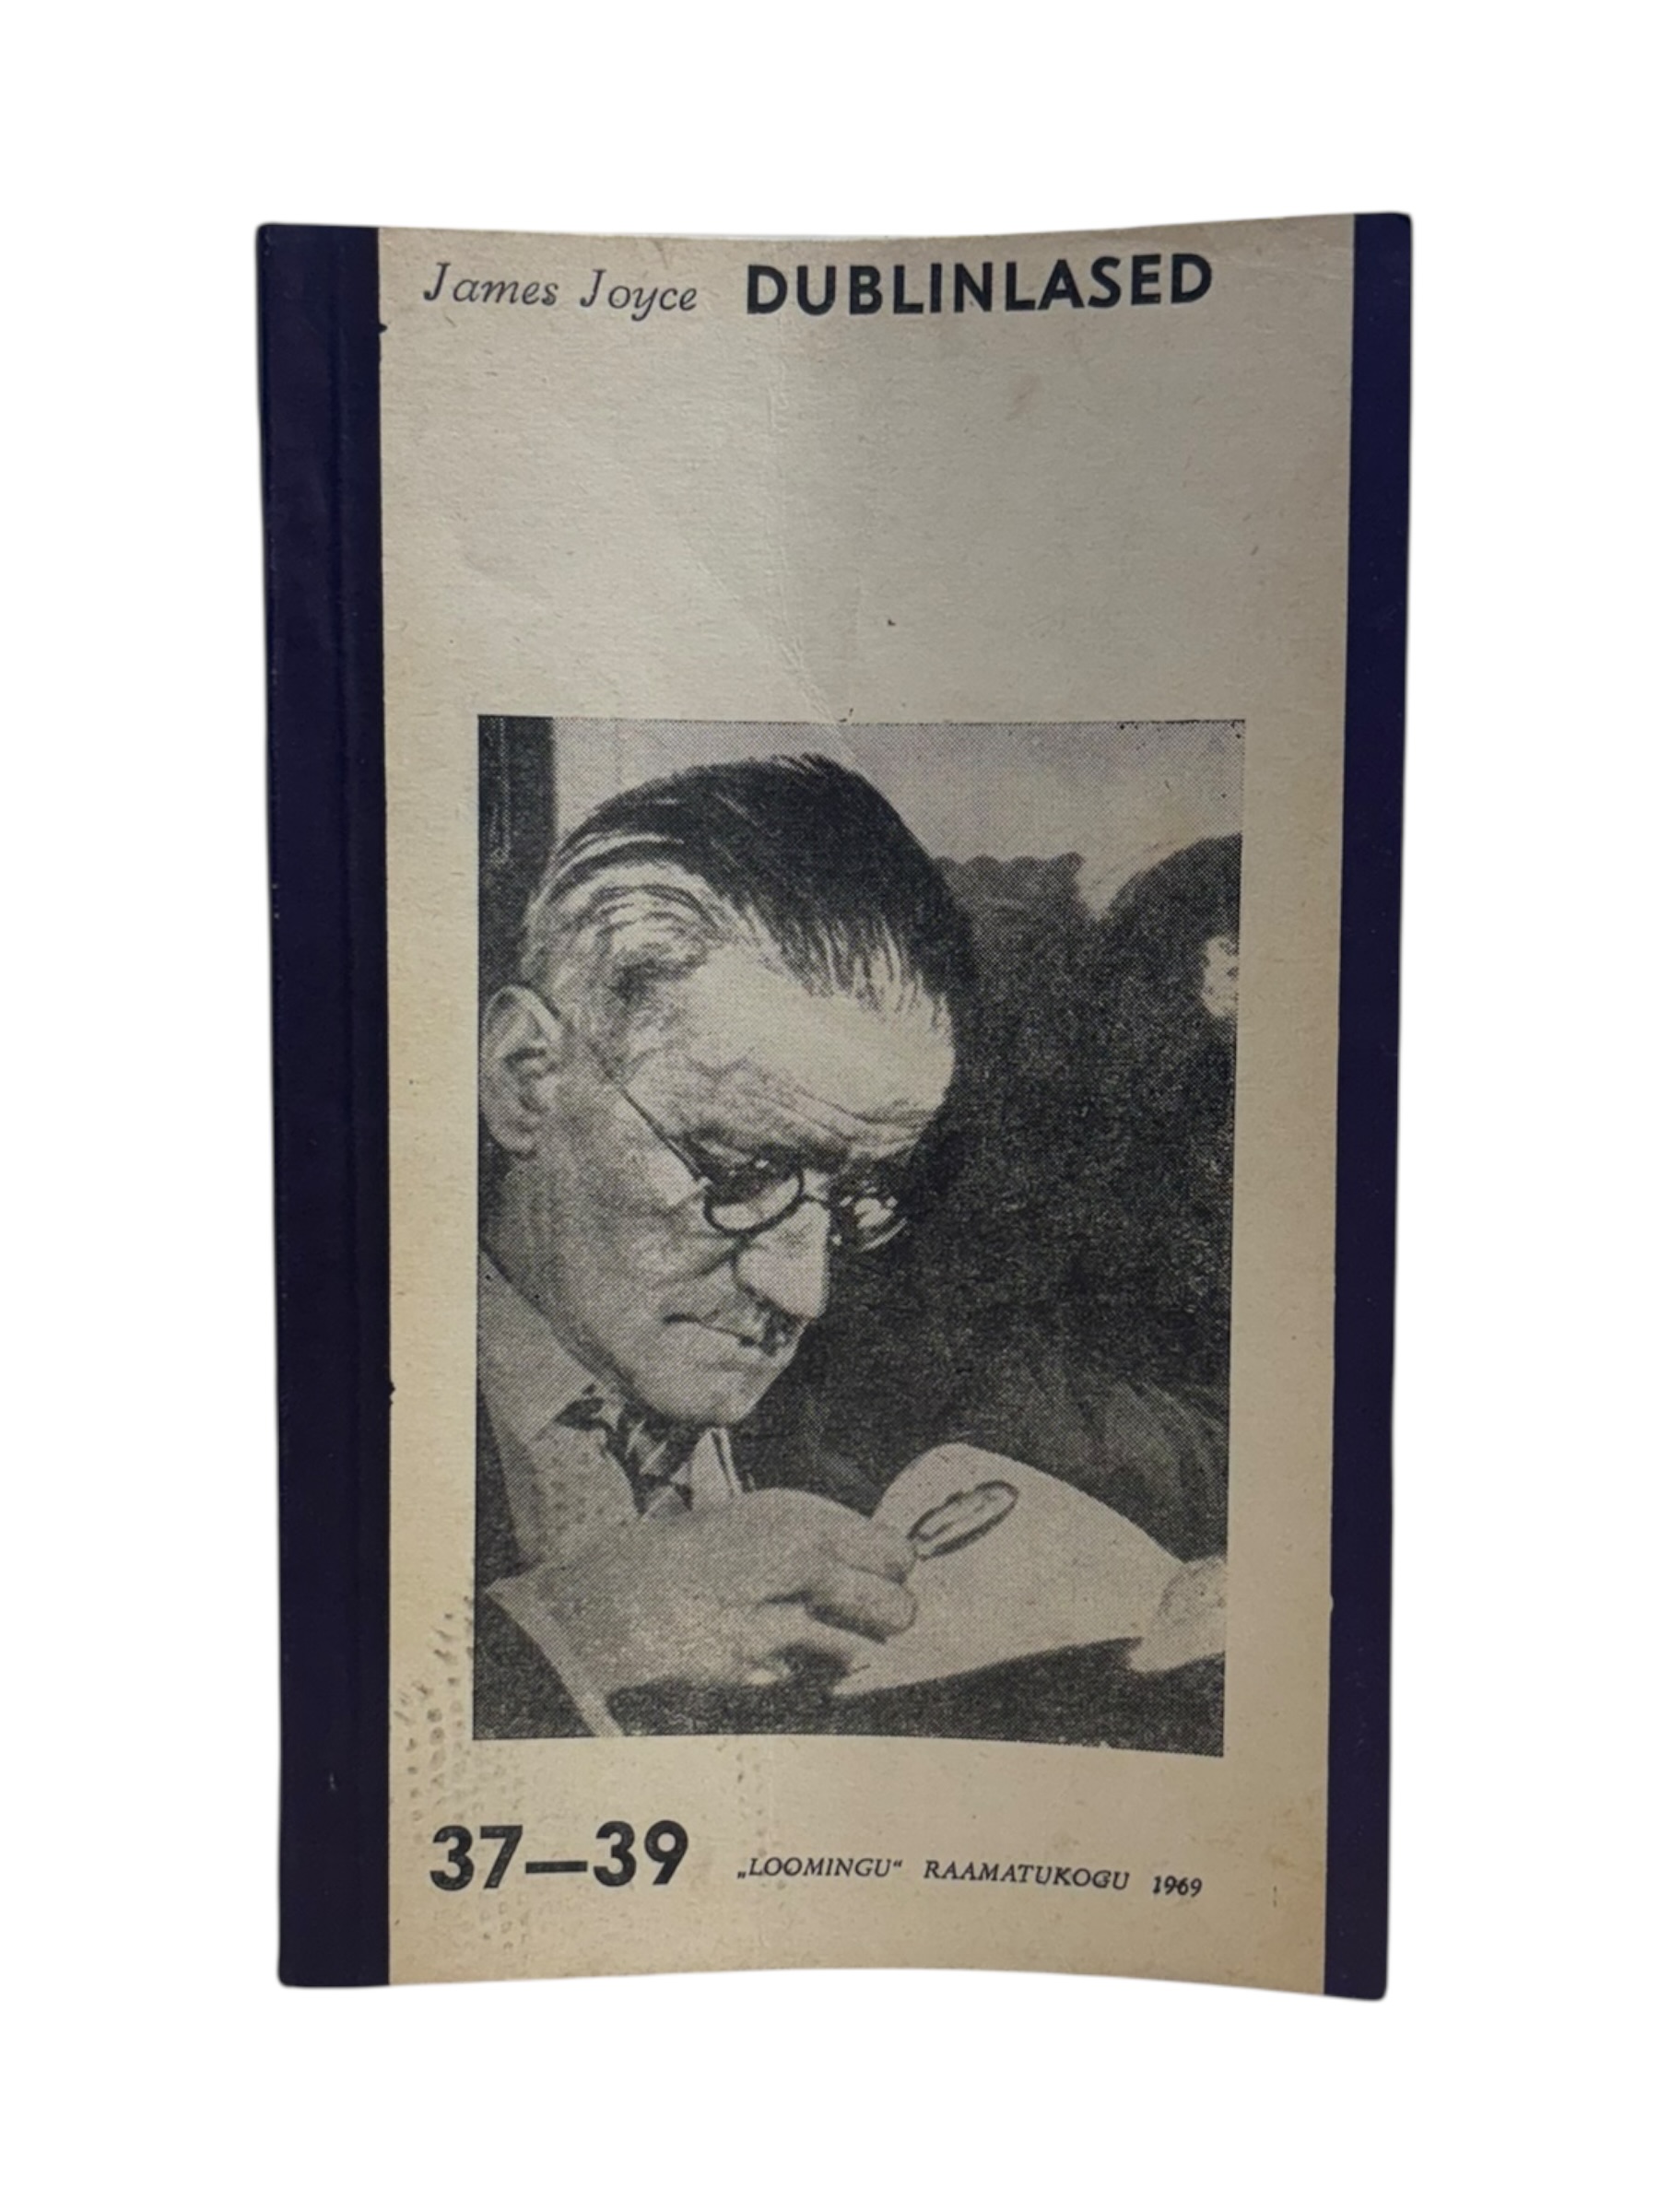 James Joyce DUBLINLASED
37—39 „LOOMINGU“ RAAMATUKOGU 1969